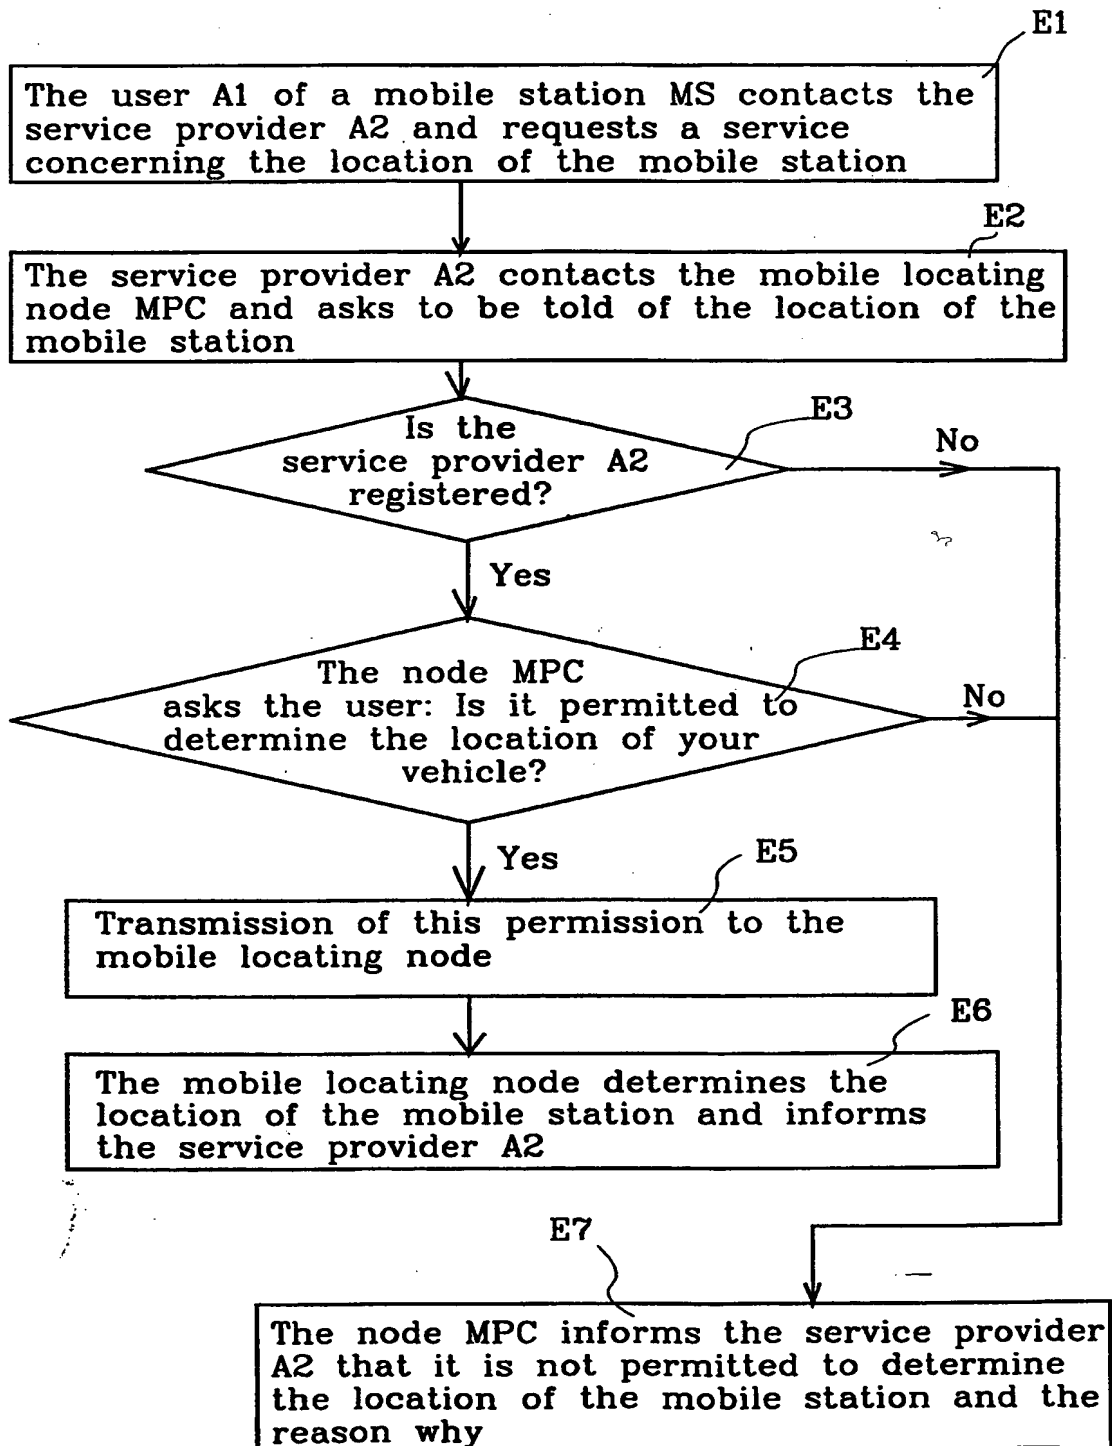 E1
The user A1 of a mobile station MS contacts the
service provider A2 and requests a service
concerning the location of the mobile station
E2
The service provider A2 contacts the mobile locating
node MPC and asks to be told of the location of the
mobile station
E3
Is the
service provider A2
registered?
No
Yes
E4
The node MPC
asks the user: Is it permitted to
determine the location of your
vehicle?
No
Yes
E5
Transmission of this permission to the
mobile locating node
E6
The mobile locating node determines the
location of the mobile station and informs
the service provider A2
E7
The node MPC informs the service provider
A2 that it is not permitted to determine
the location of the mobile station and the
reason why